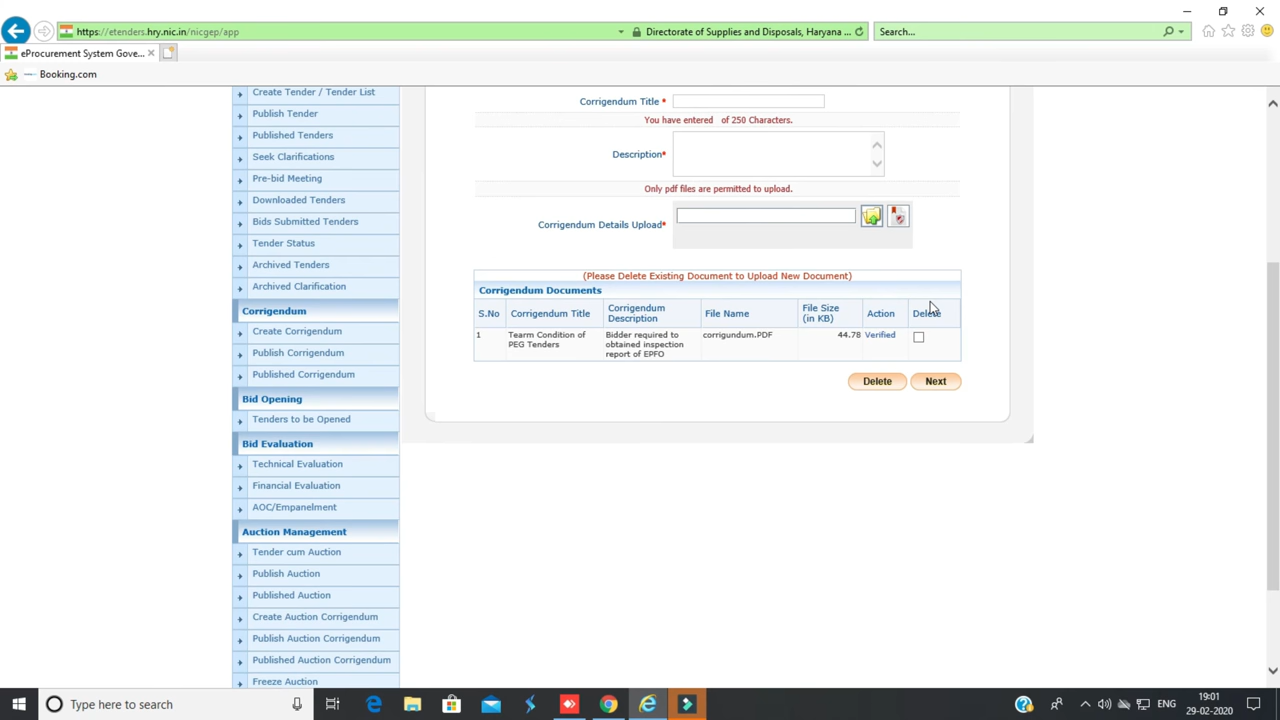 https://etenders.hry.nic.in/nicgep/app
Directorate of Supplies and Disposals, Haryana ...
Search...
eProcurement System Gove...
Booking.com
Create Tender / Tender List
Publish Tender
Published Tenders
Seek Clarifications
Pre-bid Meeting
Downloaded Tenders
Bids Submitted Tenders
Tender Status
Archived Tenders
Archived Clarification
Corrigendum
Create Corrigendum
Publish Corrigendum
Published Corrigendum
Bid Opening
Tenders to be Opened
Bid Evaluation
Technical Evaluation
Financial Evaluation
AOC/Empanelment
Auction Management
Tender cum Auction
Publish Auction
Published Auction
Create Auction Corrigendum
Publish Auction Corrigendum
Published Auction Corrigendum
Freeze Auction
Corrigendum Title *
You have entered of 250 Characters.
Description*
Only pdf files are permitted to upload.
Corrigendum Details Upload*
(Please Delete Existing Document to Upload New Document)
Corrigendum Documents
S.No Corrigendum Title Corrigendum Description File Name File Size (in KB) Action Delete
1 Tearm Condition of PEG Tenders Bidder required to obtained inspection report of EPFO corrigundum.PDF 44.78 Verified
Delete Next
Type here to search
ENG
19:01
29-02-2020